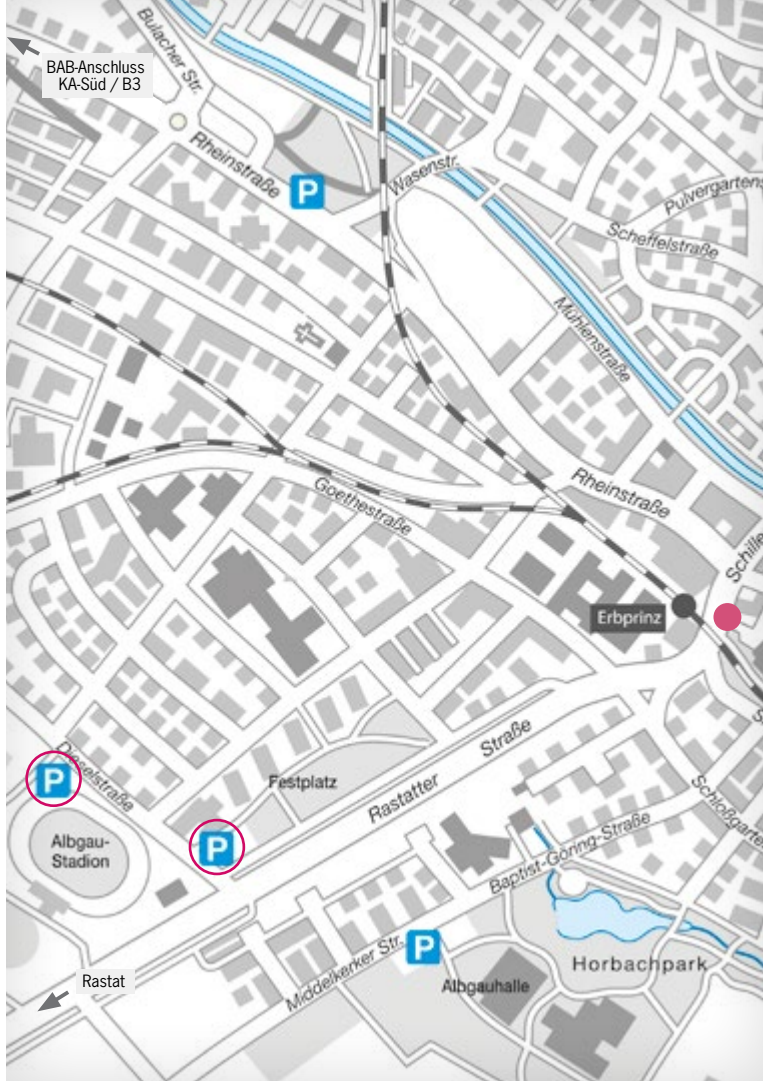 BAB-Anschluss
KA-Süd / B3
Bulacher Str.
Rheinstraße
P
Wasenstr.
Pulvergartens
Scheffelstraße
Mühlenstraße
Goethestraße
Rheinstraße
Schille
Erbprinz
S
Dieselstraße
P
Festplatz
Rastatter
Straße
Schloßgarten
P
Albgau-
Stadion
Baptist-Göring-Straße
Middelkerker Str.
P
Albgauhalle
Horbachpark
Rastat